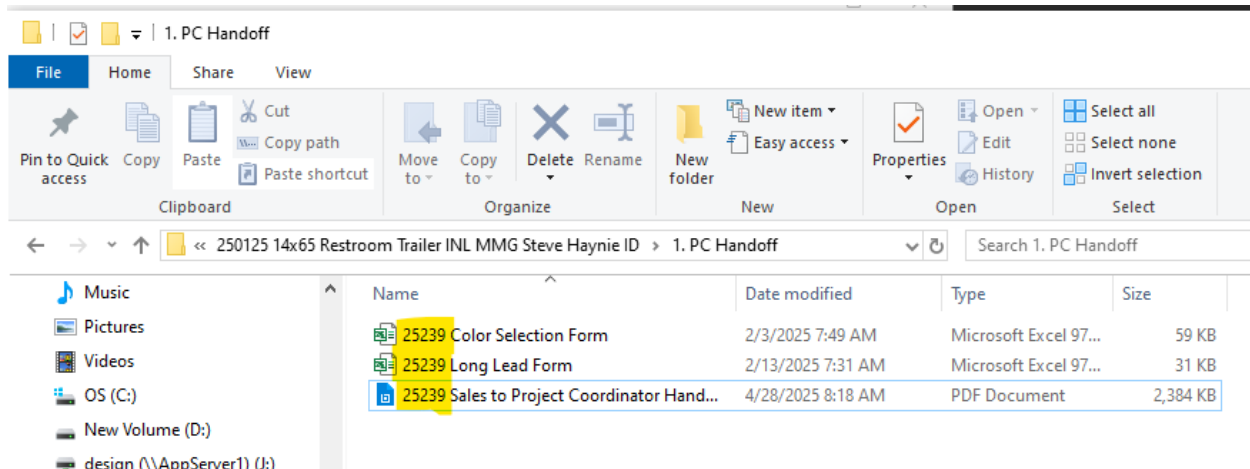 1. PC Handoff
File Home Share View
Pin to Quick access
Copy
Paste
Cut
Copy path
Paste shortcut
Move to
Copy to
Delete
Rename
New folder
New item
Easy access
Properties
Open
Edit
History
Select all
Select none
Invert selection
Clipboard Organize New Open Select
« 250125 14x65 Restroom Trailer INL MMG Steve Haynie ID > 1. PC Handoff
Search 1. PC Handoff
Music
Pictures
Videos
OS (C:)
New Volume (D:)
design (\\AppServer1) (J:)
Name Date modified Type Size
25239 Color Selection Form 2/3/2025 7:49 AM Microsoft Excel 97... 59 KB
25239 Long Lead Form 2/13/2025 7:31 AM Microsoft Excel 97... 31 KB
25239 Sales to Project Coordinator Hand... 4/28/2025 8:18 AM PDF Document 2,384 KB